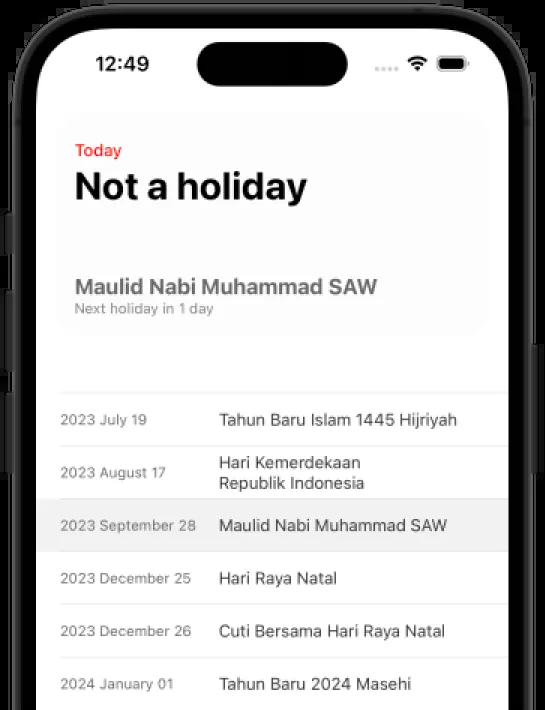 12:49
Today
Not a holiday
Maulid Nabi Muhammad SAW
Next holiday in 1 day
2023 July 19 Tahun Baru Islam 1445 Hijriyah
2023 August 17 Hari Kemerdekaan
Republik Indonesia
2023 September 28 Maulid Nabi Muhammad SAW
2023 December 25 Hari Raya Natal
2023 December 26 Cuti Bersama Hari Raya Natal
2024 January 01 Tahun Baru 2024 Masehi